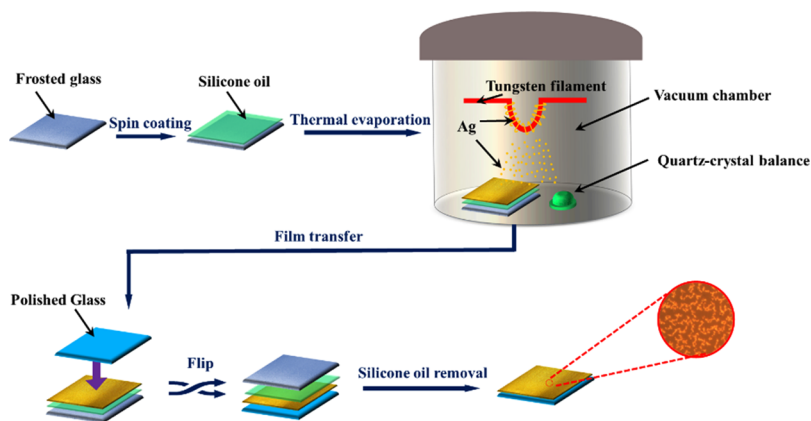 Frosted glass
Silicone oil
Spin coating
Thermal evaporation
Tungsten filament
Ag
Vacuum chamber
Quartz-crystal balance
Film transfer
Polished Glass
Flip
Silicone oil removal